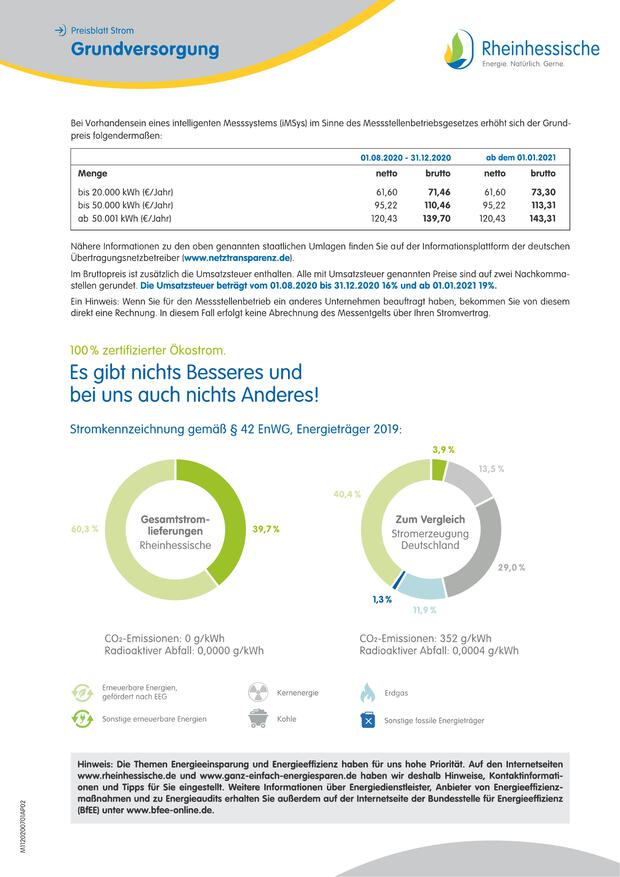 Preisblatt Strom
Grundversorgung
Rheinhessische
Energie. Natürlich. Gerne.
Bei Vorhandensein eines intelligenten Messsystems (iMSys) im Sinne des Messstellenbetriebsgesetzes erhöht sich der Grund-
preis folgendermaßen:
01.08.2020 - 31.12.2020 ab dem 01.01.2021
Menge netto brutto netto brutto
bis 20.000 kWh (€/Jahr) 61,60 71,46 61,60 73,30
bis 50.000 kWh (€/Jahr) 95,22 110,46 95,22 113,31
ab 50.001 kWh (€/Jahr) 120,43 139,70 120,43 143,31
Nähere Informationen zu den oben genannten staatlichen Umlagen finden Sie auf der Informationsplattform der deutschen
Übertragungsnetzbetreiber (www.netztransparenz.de).
Im Bruttopreis ist zusätzlich die Umsatzsteuer enthalten. Alle mit Umsatzsteuer genannten Preise sind auf zwei Nachkomma-
stellen gerundet. Die Umsatzsteuer beträgt vom 01.08.2020 bis 31.12.2020 16% und ab 01.01.2021 19%.
Ein Hinweis: Wenn Sie für den Messstellenbetrieb ein anderes Unternehmen beauftragt haben, bekommen Sie von diesem
direkt eine Rechnung. In diesem Fall erfolgt keine Abrechnung des Messentgelts über Ihren Stromvertrag.
100% zertifizierter Ökostrom.
Es gibt nichts Besseres und
bei uns auch nichts Anderes!
Stromkennzeichnung gemäß § 42 EnWG, Energieträger 2019:
60,3 %
Gesamtstrom-
lieferungen
Rheinhessische
39,7 %
3,9 %
13,5 %
40,4 %
Zum Vergleich
Stromerzeugung
Deutschland
29,0 %
1,3 %
11,9 %
CO₂-Emissionen: 0 g/kWh
Radioaktiver Abfall: 0,0000 g/kWh
CO₂-Emissionen: 352 g/kWh
Radioaktiver Abfall: 0,0004 g/kWh
Erneuerbare Energien,
gefördert nach EEG
Kernenergie
Erdgas
Sonstige erneuerbare Energien
Kohle
Sonstige fossile Energieträger
Hinweis: Die Themen Energieeinsparung und Energieeffizienz haben für uns hohe Priorität. Auf den Internetseiten
www.rheinhessische.de und www.ganz-einfach-energiesparen.de haben wir deshalb Hinweise, Kontaktinformati-
onen und Tipps für Sie eingestellt. Weitere Informationen über Energiedienstleister, Anbieter von Energieeffizienz-
maßnahmen und zu Energieaudits erhalten Sie außerdem auf der Internetseite der Bundesstelle für Energieeffizienz
(BfEE) unter www.bfee-online.de.